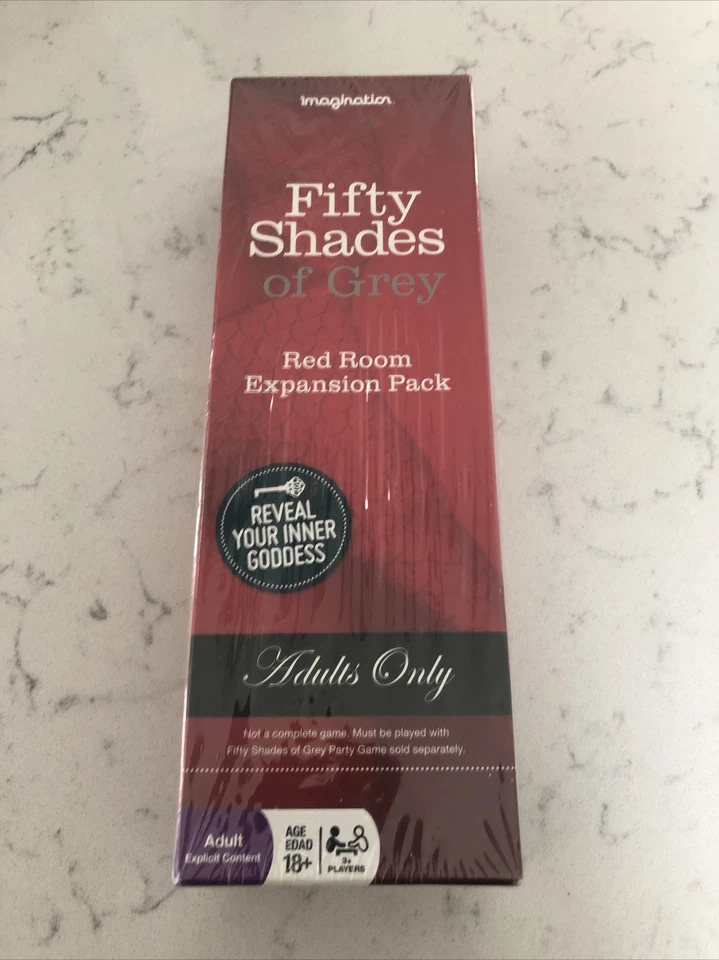 Imagination
Fifty
Shades
of Grey
Red Room
Expansion Pack
REVEAL
YOUR INNER
GODDESS
Adults Only
Not a complete game. Must be played with
Fifty Shades of Grey Party Game sold separately.
Adult
Explicit Content
AGE
EDAD
18+
3+
PLAYERS